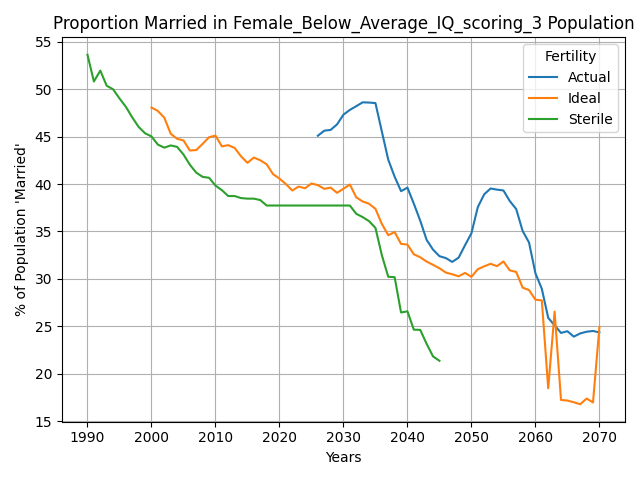 Proportion Married in Female_Below_Average_IQ_scoring_3 Population
% of Population 'Married'
55
50
45
40
35
30
25
20
15
Fertility
Actual
Ideal
Sterile
1990 2000 2010 2020 2030 2040 2050 2060 2070
Years